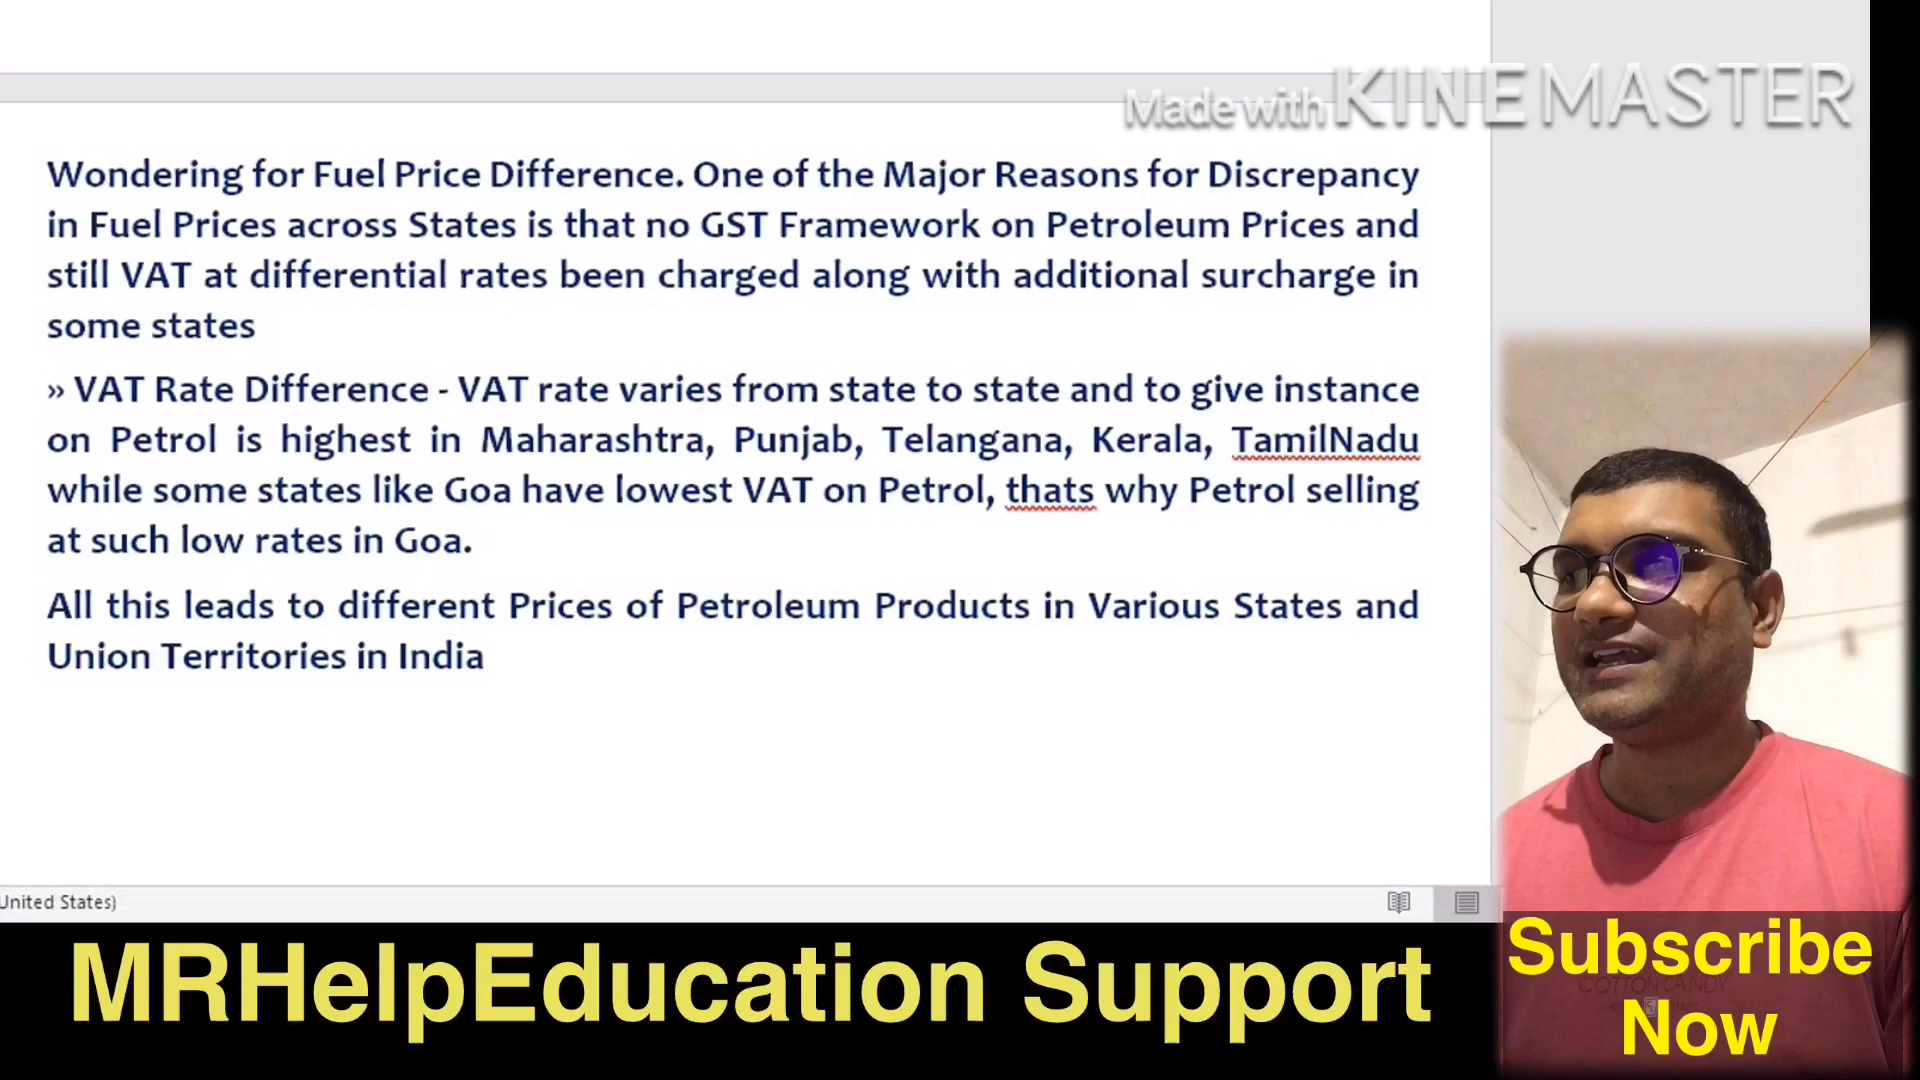 Made with KINEMASTER
Wondering for Fuel Price Difference. One of the Major Reasons for Discrepancy
in Fuel Prices across States is that no GST Framework on Petroleum Prices and
still VAT at differential rates been charged along with additional surcharge in
some states
» VAT Rate Difference - VAT rate varies from state to state and to give instance
on Petrol is highest in Maharashtra, Punjab, Telangana, Kerala, TamilNadu
while some states like Goa have lowest VAT on Petrol, thats why Petrol selling
at such low rates in Goa.
All this leads to different Prices of Petroleum Products in Various States and
Union Territories in India
United States)
MRHelpEducation Support
Subscribe
COTTON CANDY
Now